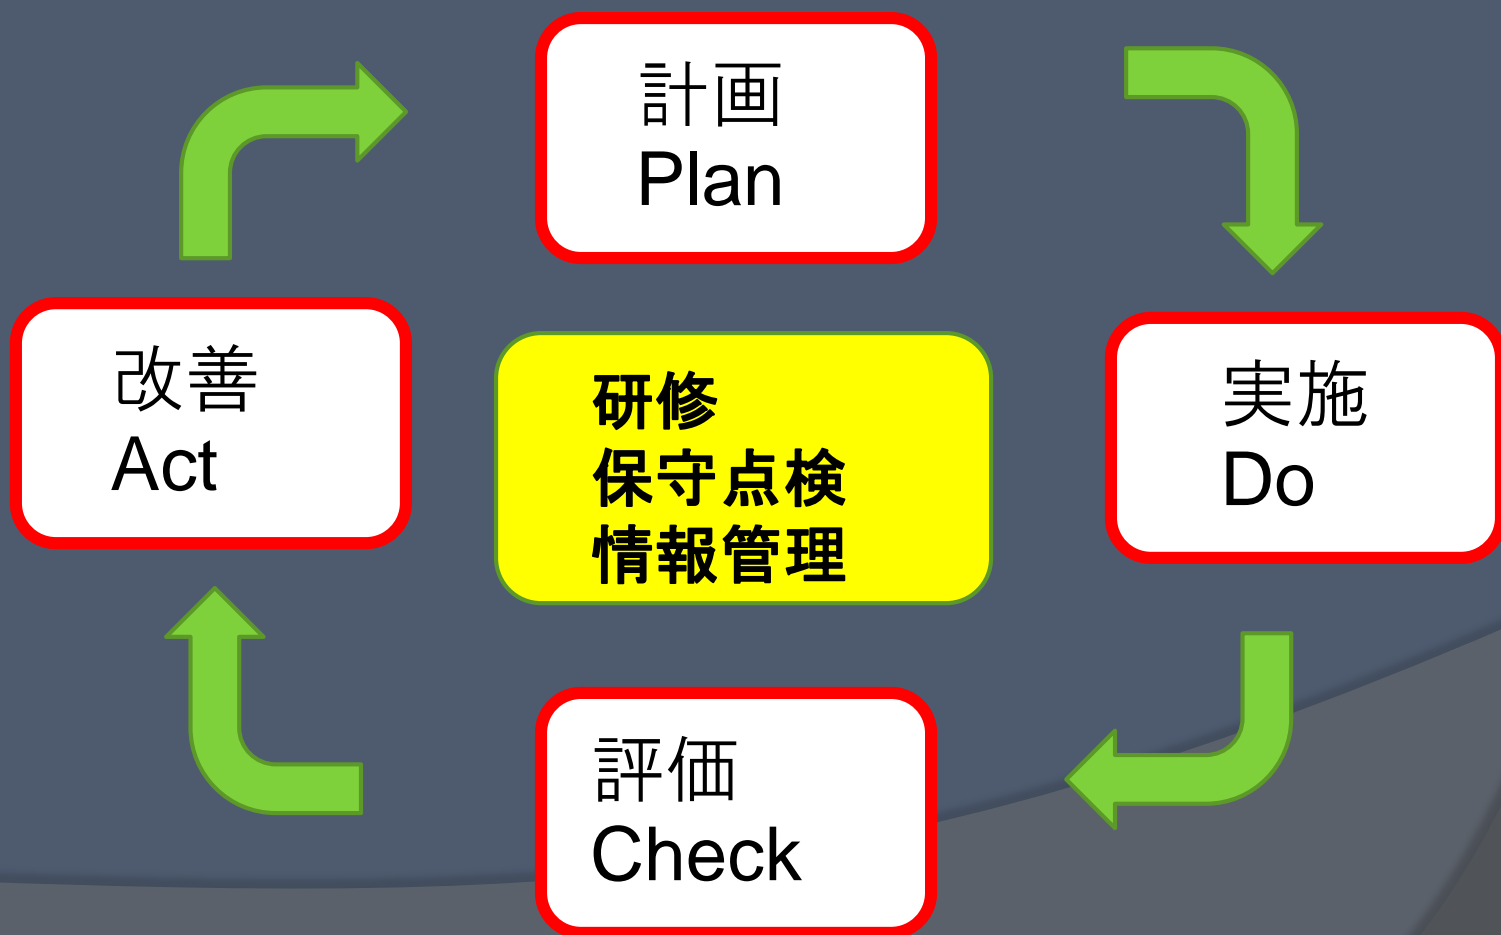 計画
Plan
改善
Act
研修
保守点検
情報管理
実施
Do
評価
Check